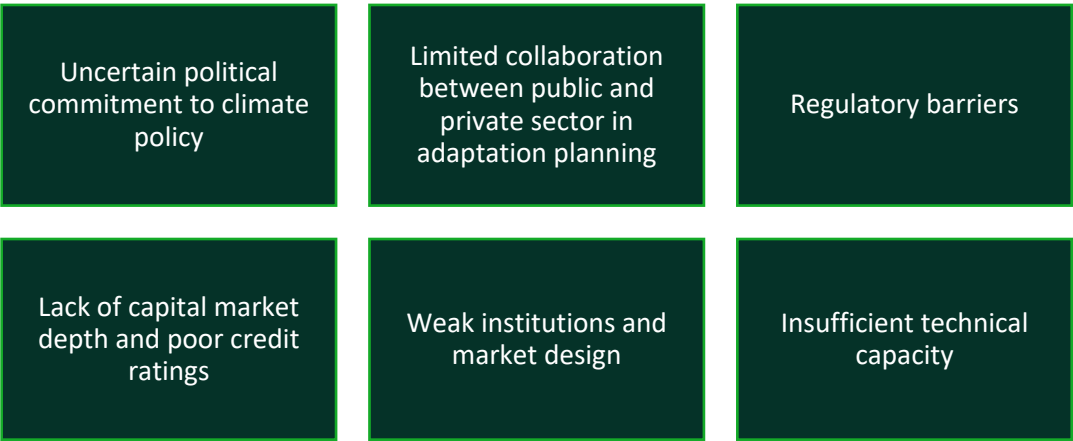 Uncertain political
commitment to climate
policy
Limited collaboration
between public and
private sector in
adaptation planning
Regulatory barriers
Lack of capital market
depth and poor credit
ratings
Weak institutions and
market design
Insufficient technical
capacity